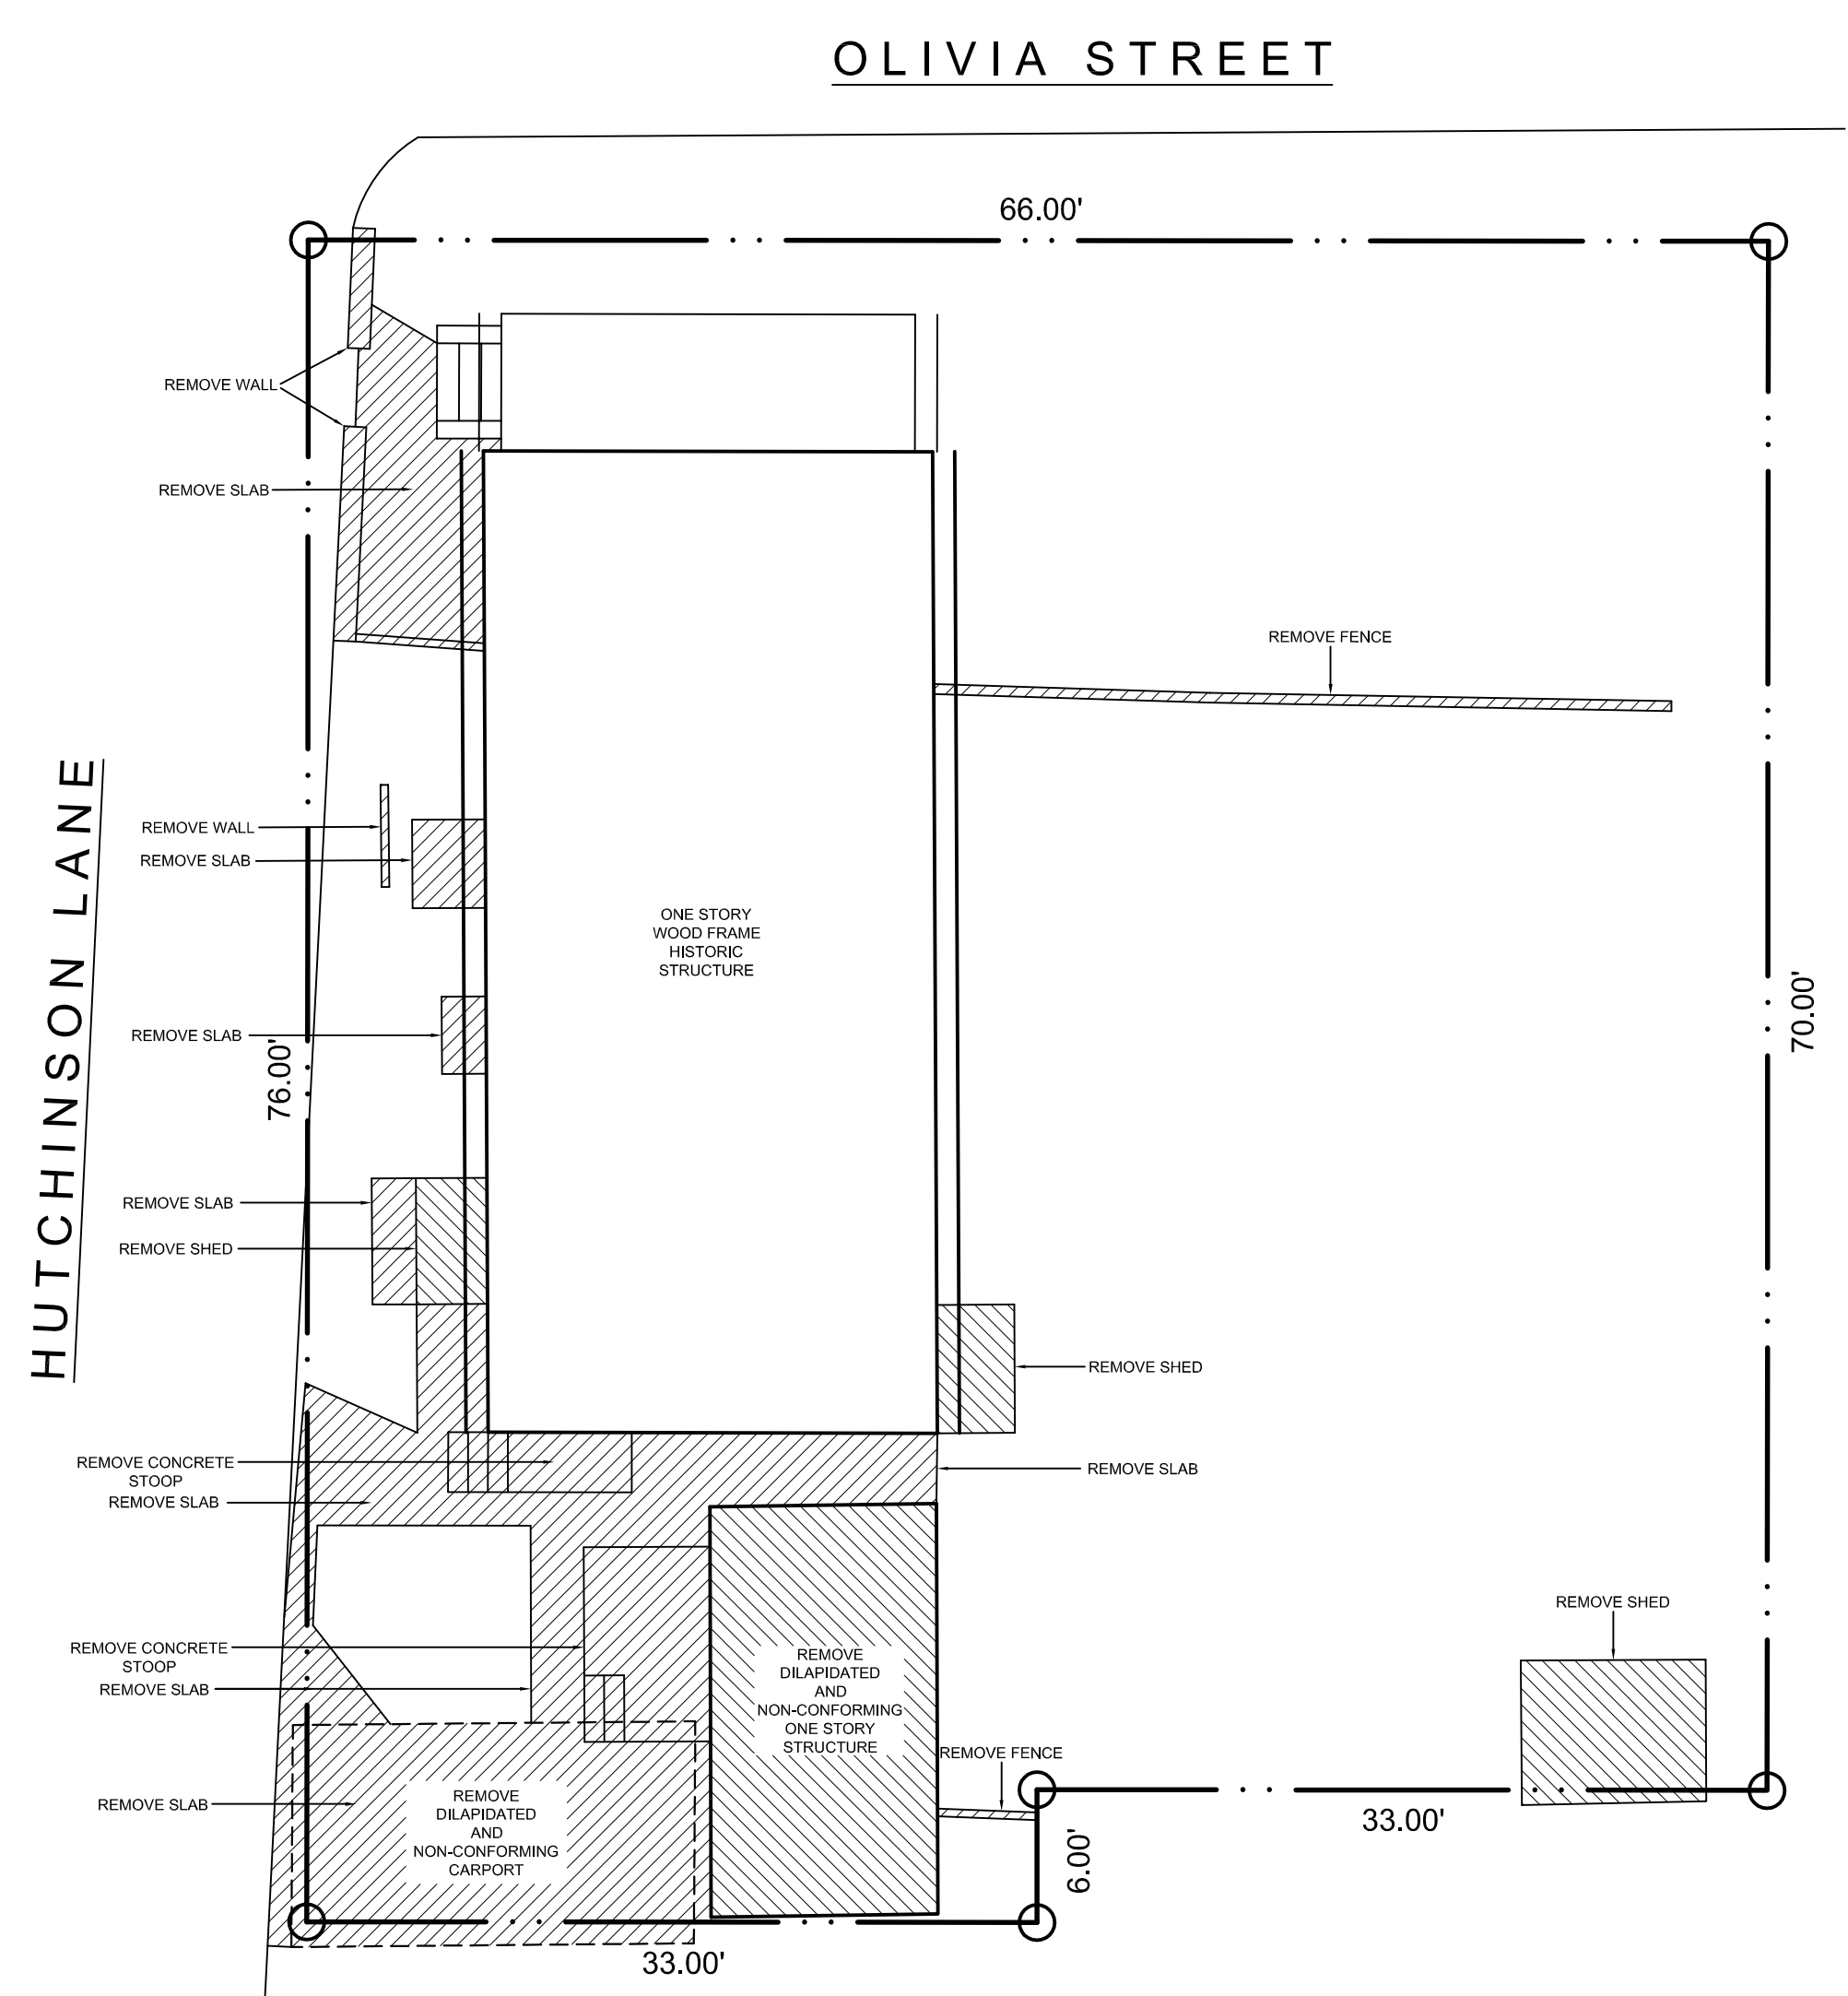 OLIVIA STREET
66.00'
REMOVE WALL
REMOVE SLAB
REMOVE FENCE
HUTCHINSON LANE
REMOVE WALL
REMOVE SLAB
ONE STORY
WOOD FRAME
HISTORIC
STRUCTURE
70.00'
REMOVE SLAB
76.00'
REMOVE SLAB
REMOVE SHED
REMOVE SHED
REMOVE CONCRETE
STOOP
REMOVE SLAB
REMOVE SLAB
REMOVE SHED
REMOVE CONCRETE
STOOP
REMOVE SLAB
REMOVE
DILAPIDATED
AND
NON-CONFORMING
ONE STORY
STRUCTURE
REMOVE FENCE
REMOVE SLAB
REMOVE
DILAPIDATED
AND
NON-CONFORMING
CARPORT
33.00'
6.00'
33.00'